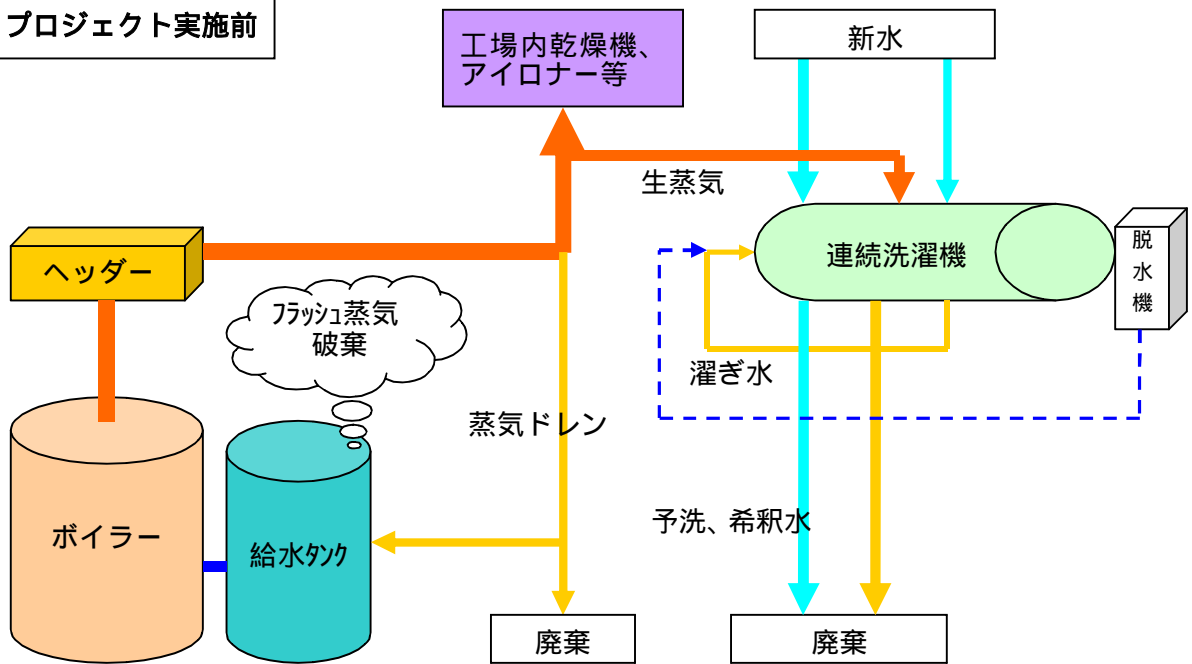 プロジェクト実施前
工場内乾燥機、
アイロナー等
新水
生蒸気
ヘッダー
連続洗濯機
脱
水
機
ﾌﾗｯｼｭ蒸気
破棄
濯ぎ水
蒸気ドレン
ボイラー
給水ﾀﾝｸ
予洗、希釈水
廃棄
廃棄